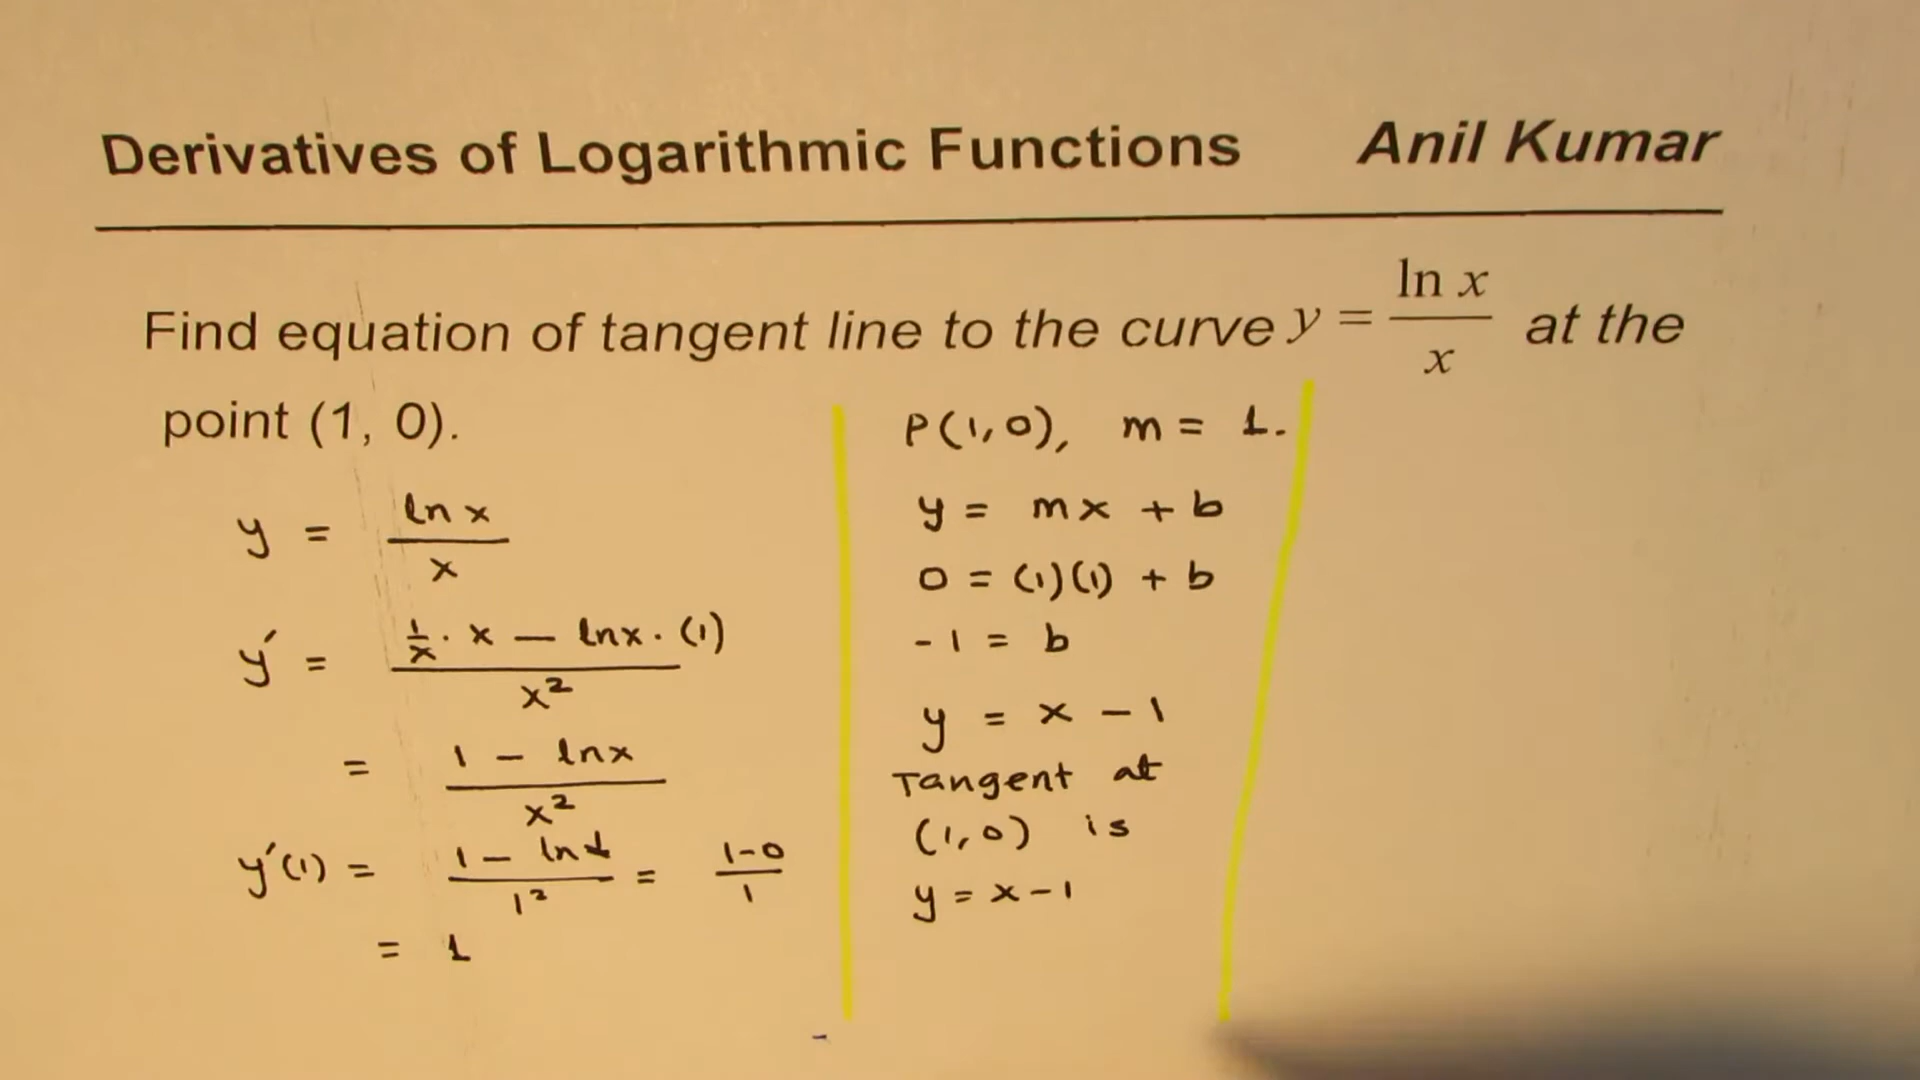 Derivatives of Logarithmic Functions Anil Kumar
Find equation of tangent line to the curve y = ln x / x at the
point (1, 0).
y = ln x / x
y' = (1/x · x − ln x · (1)) / x²
= (1 − ln x) / x²
y'(1) = (1 − ln 1) / 1² = (1−0) / 1
= 1
P(1,0), m = 1.
y = mx + b
0 = (1)(1) + b
-1 = b
y = x − 1
Tangent at
(1,0) is
y = x − 1